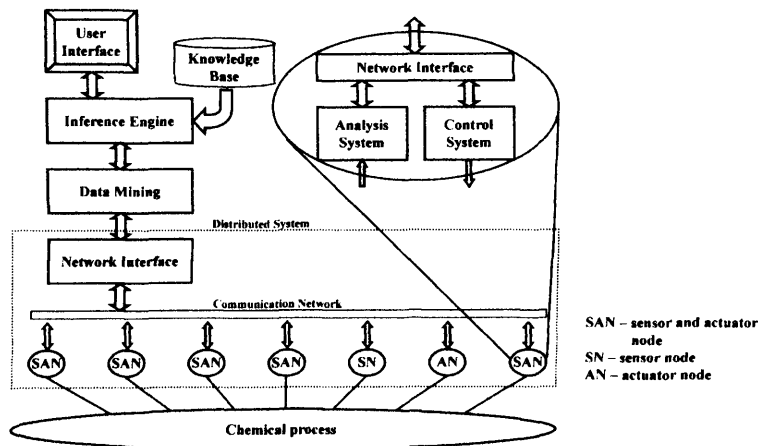 User
Interface
Knowledge
Base
Inference Engine
Data Mining
Distributed System
Network Interface
Communication Network
Network Interface
Analysis
System
Control
System
SAN
SAN
SAN
SAN
SN
AN
SAN
Chemical process
SAN – sensor and actuator
node
SN – sensor node
AN – actuator node